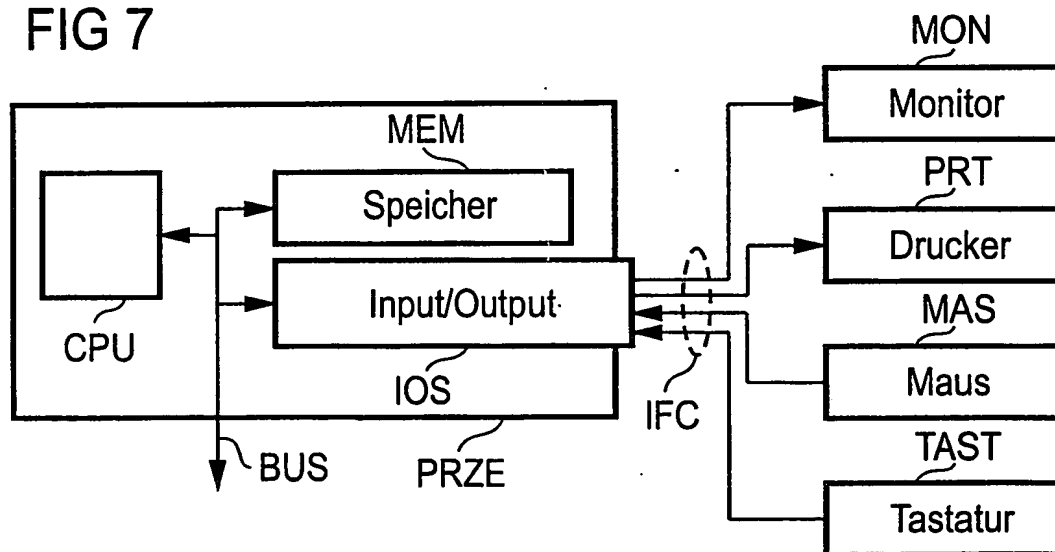 FIG 7
MON
Monitor
MEM
Speicher
PRT
Drucker
Input/Output
CPU
IOS
IFC
MAS
Maus
BUS
PRZE
TAST
Tastatur